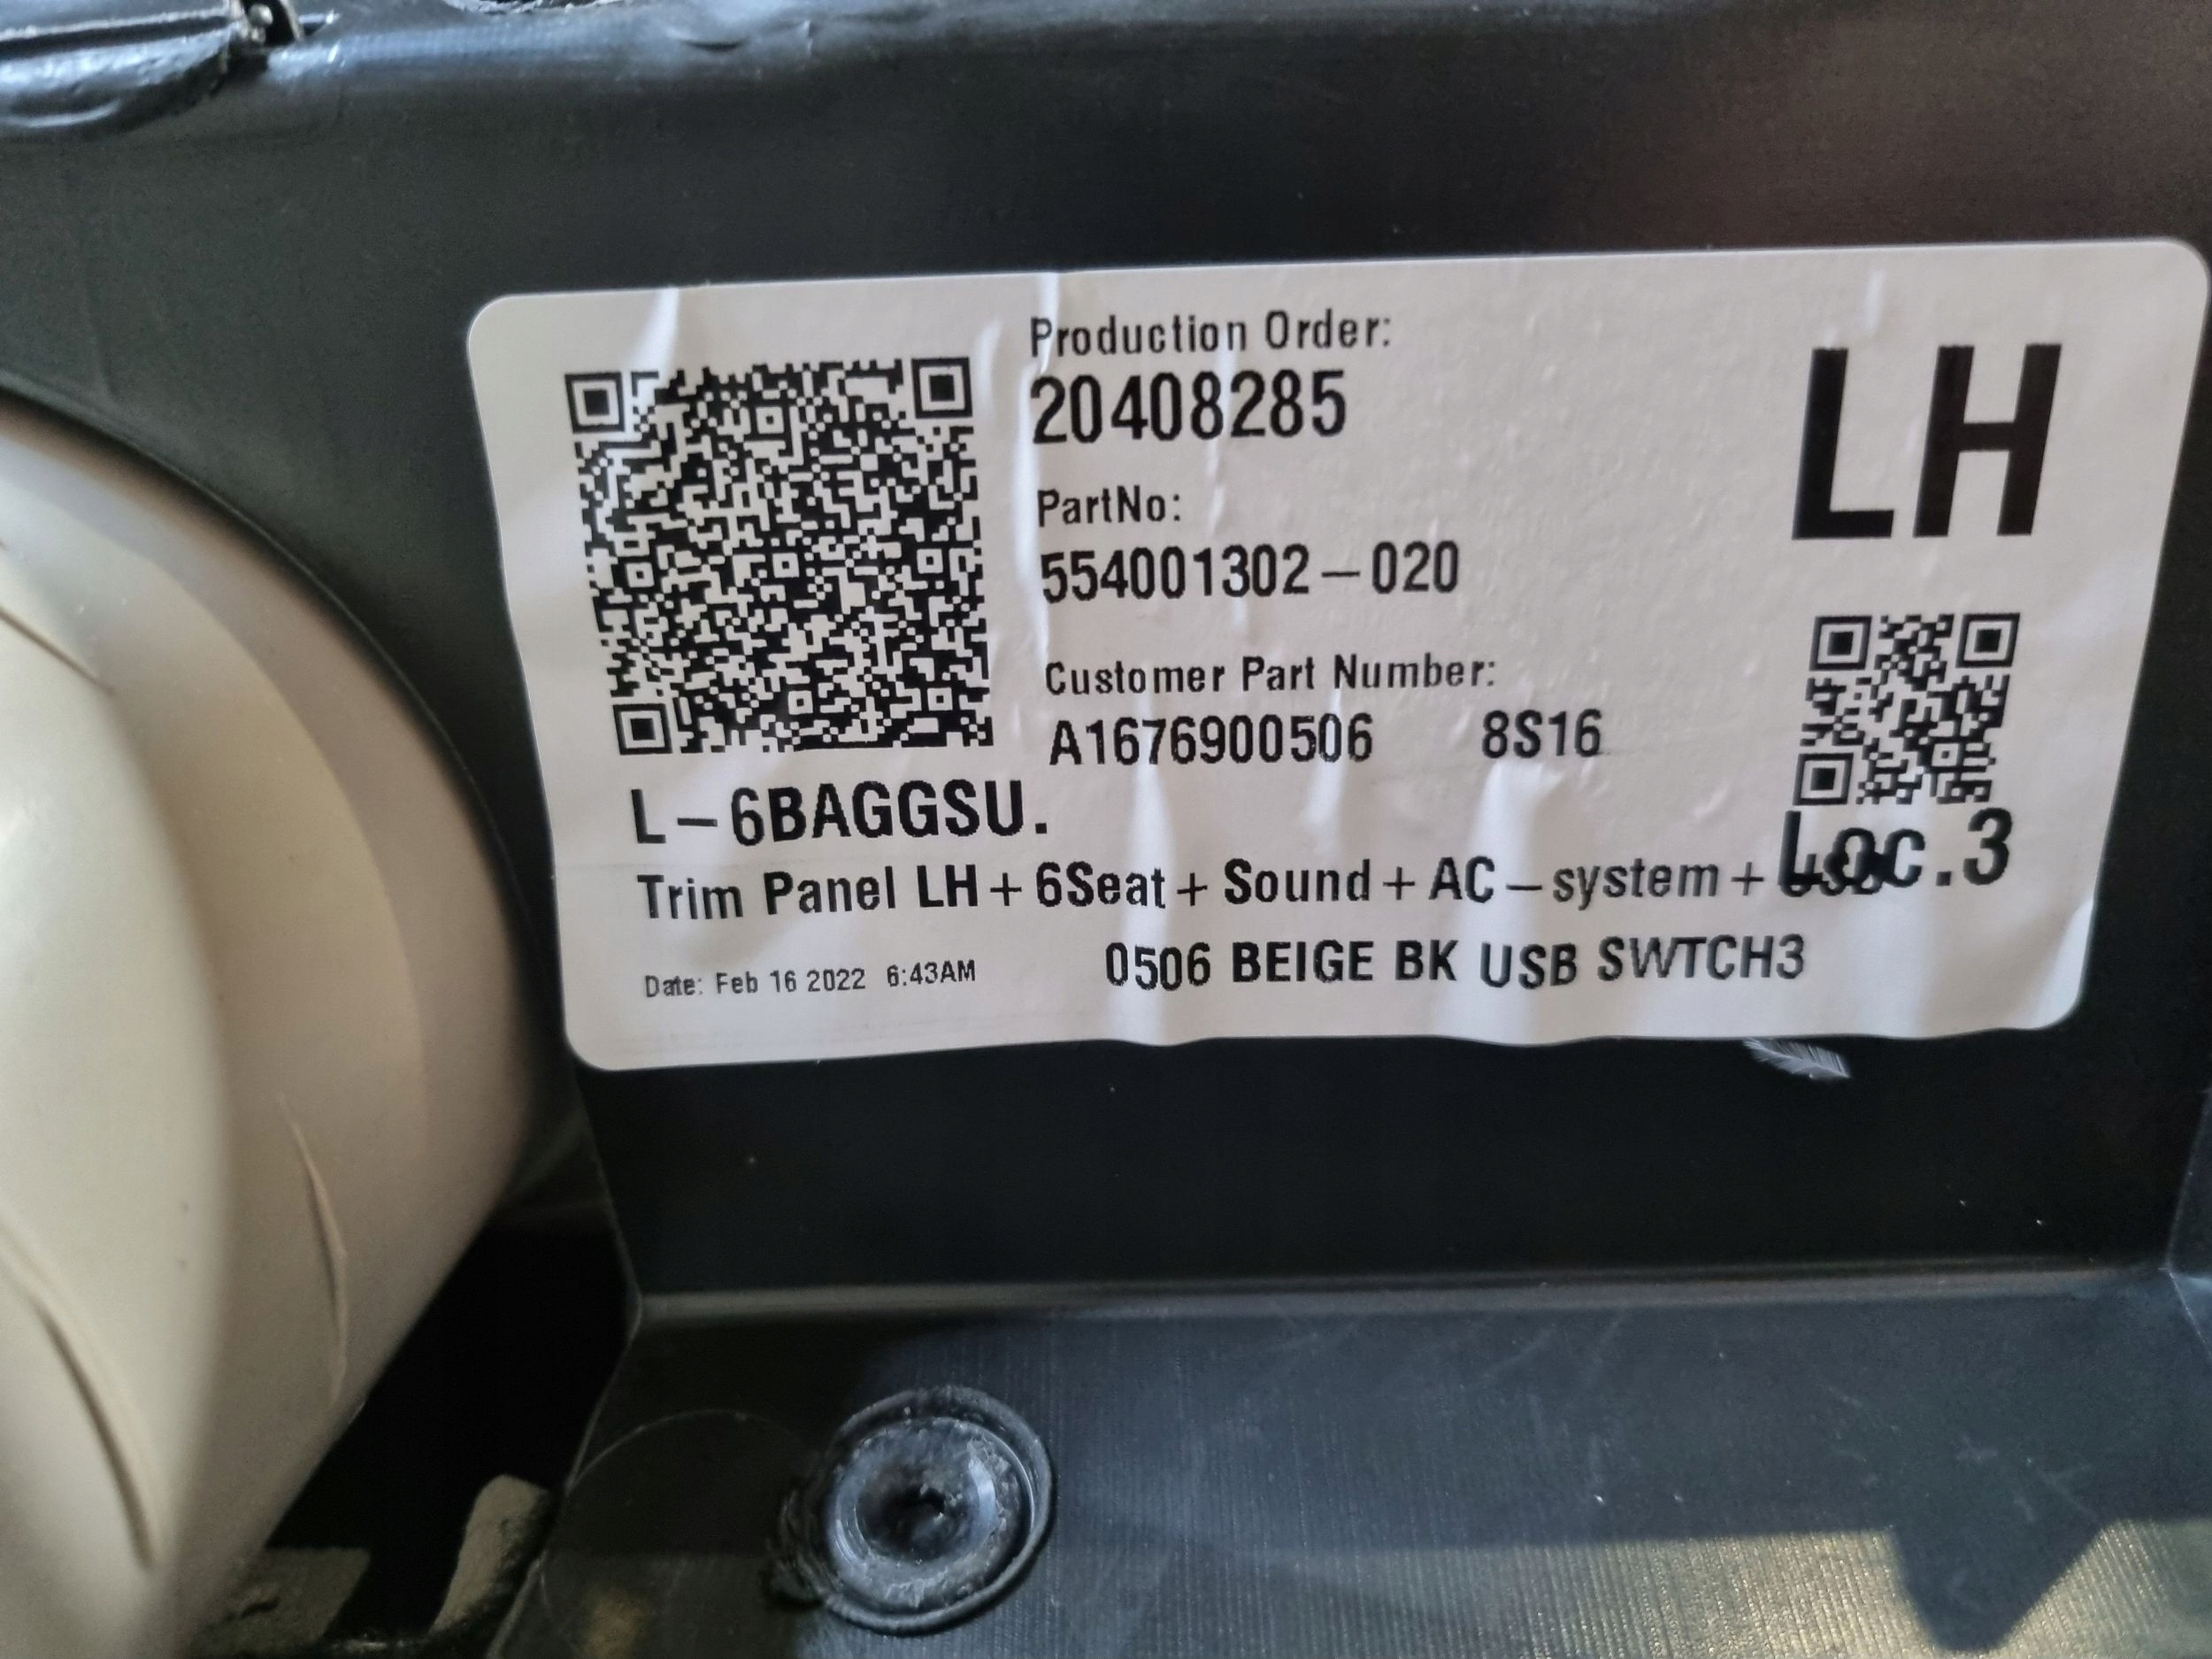 Production Order:
20408285
LH
PartNo:
554001302-020
Customer Part Number:
A1676900506 8S16
L-6BAGGSU.
Loc.3
Trim Panel LH+6Seat+Sound+AC-system+
Date: Feb 16 2022 6:43AM
0506 BEIGE BK USB SWTCH3